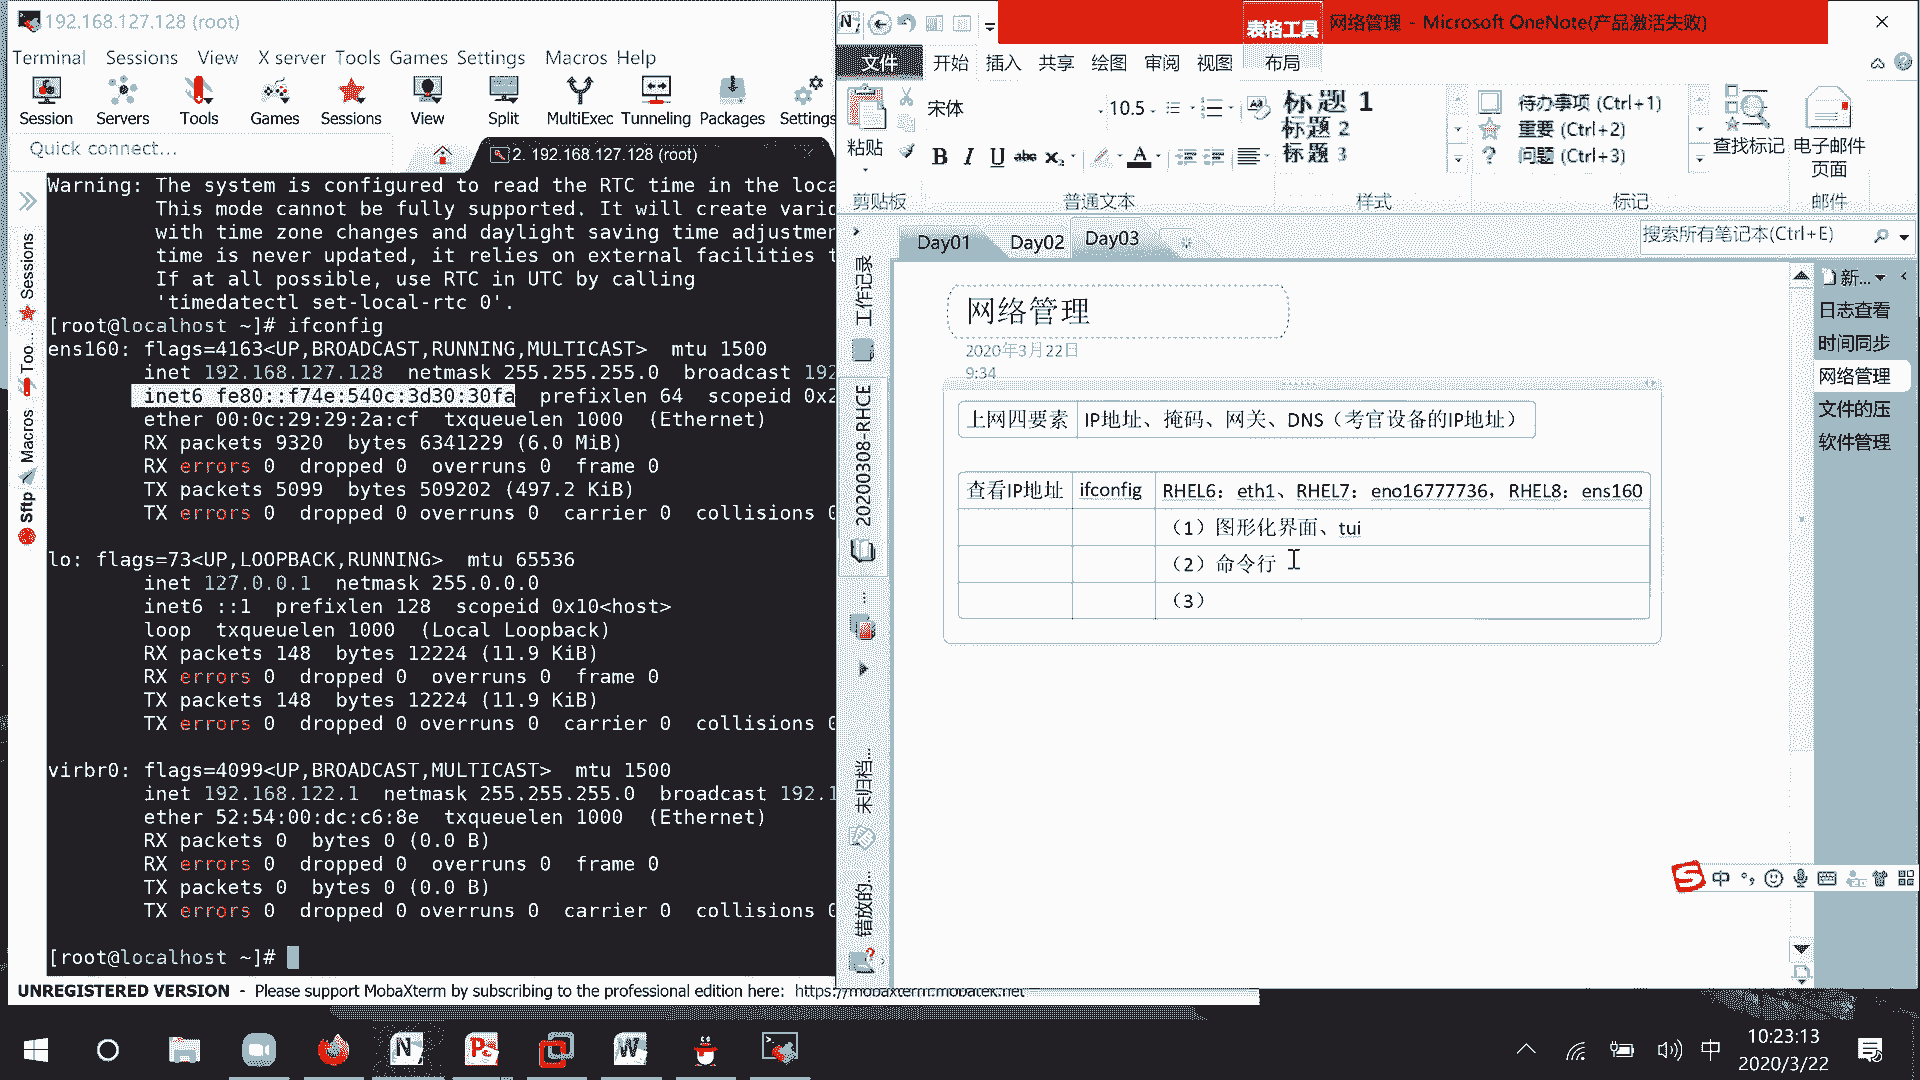 192.168.127.128 (root)
Terminal Sessions View X server Tools Games Settings Macros Help
Session Servers Tools Games Sessions View Split MultiExec Tunneling Packages Settings
Quick connect...
2. 192.168.127.128 (root)
Warning: The system is configured to read the RTC time in the loca
This mode cannot be fully supported. It will create vario
with time zone changes and daylight saving time adjustmen
time is never updated, it relies on external facilities t
If at all possible, use RTC in UTC by calling
'timedatectl set-local-rtc 0'.
[root@localhost ~]# ifconfig
ens160: flags=4163<UP,BROADCAST,RUNNING,MULTICAST>  mtu 1500
inet 192.168.127.128  netmask 255.255.255.0  broadcast 192
inet6 fe80::f74e:540c:3d30:30fa  prefixlen 64  scopeid 0x2
ether 00:0c:29:29:2a:cf  txqueuelen 1000  (Ethernet)
RX packets 9320  bytes 6341229 (6.0 MiB)
RX errors 0  dropped 0  overruns 0  frame 0
TX packets 5099  bytes 509202 (497.2 KiB)
TX errors 0  dropped 0 overruns 0  carrier 0  collisions 0
lo: flags=73<UP,LOOPBACK,RUNNING>  mtu 65536
inet 127.0.0.1  netmask 255.0.0.0
inet6 ::1  prefixlen 128  scopeid 0x10<host>
loop  txqueuelen 1000  (Local Loopback)
RX packets 148  bytes 12224 (11.9 KiB)
RX errors 0  dropped 0  overruns 0  frame 0
TX packets 148  bytes 12224 (11.9 KiB)
TX errors 0  dropped 0 overruns 0  carrier 0  collisions 0
virbr0: flags=4099<UP,BROADCAST,MULTICAST>  mtu 1500
inet 192.168.122.1  netmask 255.255.255.0  broadcast 192.1
ether 52:54:00:dc:c6:8e  txqueuelen 1000  (Ethernet)
RX packets 0  bytes 0 (0.0 B)
RX errors 0  dropped 0  overruns 0  frame 0
TX packets 0  bytes 0 (0.0 B)
TX errors 0  dropped 0 overruns 0  carrier 0  collisions 0
[root@localhost ~]#
Sessions
Too...
Macros
Sftp
UNREGISTERED VERSION - Please support MobaXterm by subscribing to the professional edition here: https://mobaxterm.mobatek.net
表格工具 网络管理 - Microsoft OneNote(产品激活失败)
文件 开始 插入 共享 绘图 审阅 视图 布局
宋体 10.5
粘贴
B I U abc x₂ A
标题 1
标题 2
标题 3
待办事项 (Ctrl+1)
重要 (Ctrl+2)
问题 (Ctrl+3)
查找标记
电子邮件
页面
剪贴板 普通文本 样式 标记 邮件
Day01 Day02 Day03
搜索所有笔记本(Ctrl+E)
工作记录
20200308-RHCE
未归档...
错放的...
网络管理
2020年3月22日
9:34
上网四要素 IP地址、掩码、网关、DNS（考官设备的IP地址）
查看IP地址 ifconfig RHEL6：eth1、RHEL7：eno16777736，RHEL8：ens160
（1）图形化界面、tui
（2）命令行
（3）
新...
日志查看
时间同步
网络管理
文件的压
软件管理
中
中
10:23:13
2020/3/22